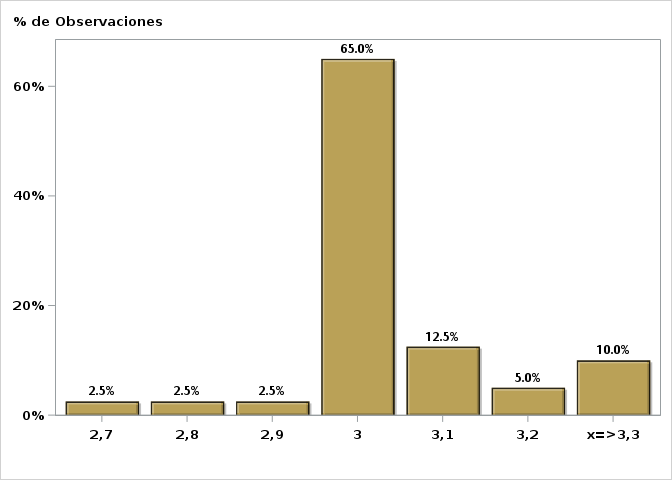 % de Observaciones
65.0%
60%
40%
20%
12.5%
10.0%
5.0%
2.5% 2.5% 2.5%
0%
2,7 2,8 2,9 3 3,1 3,2 x=>3,3